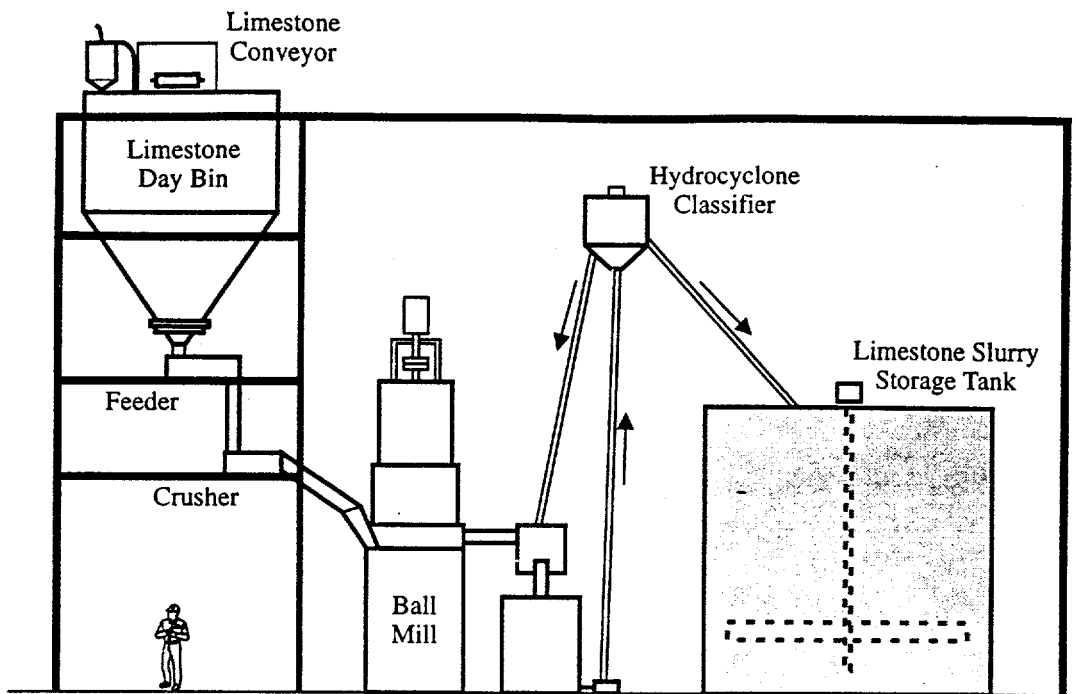 Limestone
Conveyor
Limestone
Day Bin
Hydrocyclone
Classifier
Limestone Slurry
Storage Tank
Feeder
Crusher
Ball
Mill